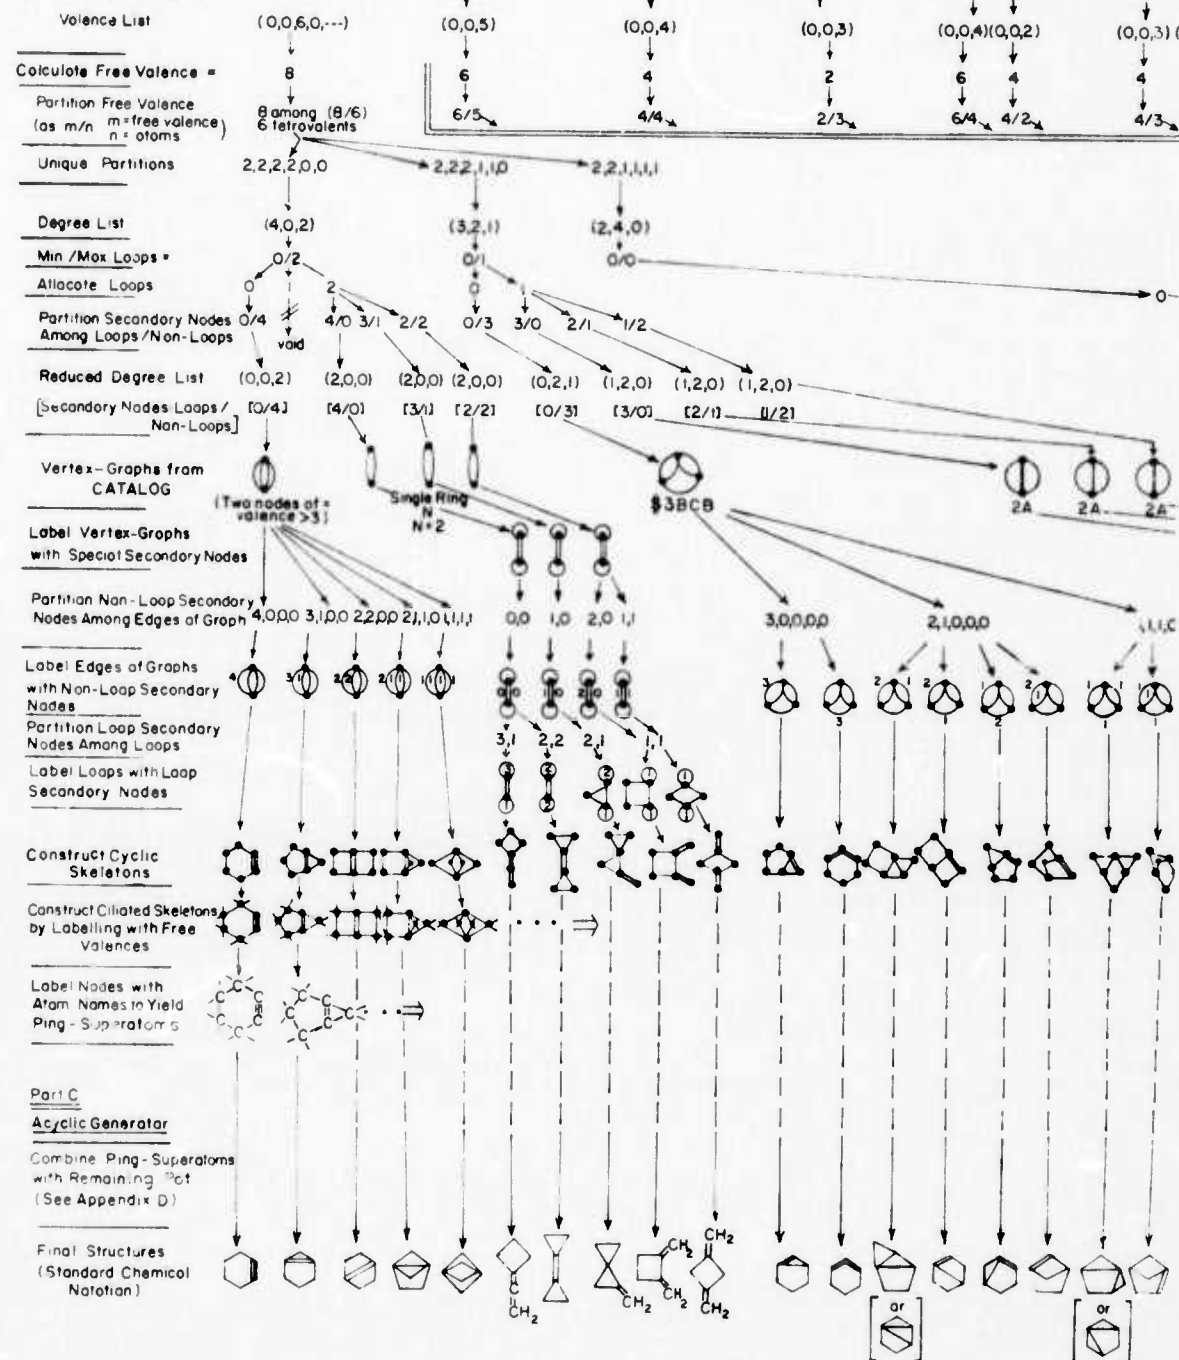 Valence List (0,0,6,0,---) (0,0,5) (0,0,4) (0,0,3) (0,0,4)(0,0,2) (0,0,3) (
Calculate Free Valence = 8 6 4 2 6 4 4
Partition Free Valence
(as m/n m=free valence n=atoms) 8 among (8/6) 6/5 4/4 2/3 6/4 4/2 4/3
6 tetrovalents
Unique Partitions 2,2,2,2,0,0 2,2,2,1,1,0 2,2,1,1,1,1
Degree List (4,0,2) (3,2,1) (2,4,0)
Min/Max Loops = 0/2 0/1 0/0
Allacote Loops 0 1 2 0 1 0
Partition Secondary Nodes 0/4 4/0 3/1 2/2 0/3 3/0 2/1 1/2
Among Loops/Non-Loops void
Reduced Degree List (0,0,2) (2,0,0) (2,0,0) (2,0,0) (0,2,1) (1,2,0) (1,2,0) (1,2,0)
[Secondary Nodes Loops/ [0/4] [4/0] [3/1] [2/2] [0/3] [3/0] [2/1] [1/2]
Non-Loops]
Vertex-Graphs from
CATALOG
(Two nodes of = valence >3) Single Ring N N=2 $3BCB 2A 2A 2A
Label Vertex-Graphs
with Special Secondary Nodes
Partition Non-Loop Secondary
Nodes Among Edges of Graph 4,0,0,0 3,1,0,0 2,2,0,0 2,1,1,0 1,1,1,1 0,0 1,0 2,0 1,1 3,0,0,0,0 2,1,0,0,0 1,1,1,0
Label Edges of Graphs
with Non-Loop Secondary
Nodes
Partition Loop Secondary
Nodes Among Loops 3,1 2,2 2,1 1,1
Label Loops with Loop
Secondary Nodes
Construct Cyclic
Skeletons
Construct Ciliated Skeletons
by Labelling with Free
Valences
Label Nodes with
Atom Names to Yield
Ping-Superatoms
Part C
Acyclic Generator
Combine Ping-Superatoms
with Remaining Pot
(See Appendix D)
Final Structures
(Standard Chemical
Notation)
CH2 CH2 CH2 CH2 CH2 CH2
or or